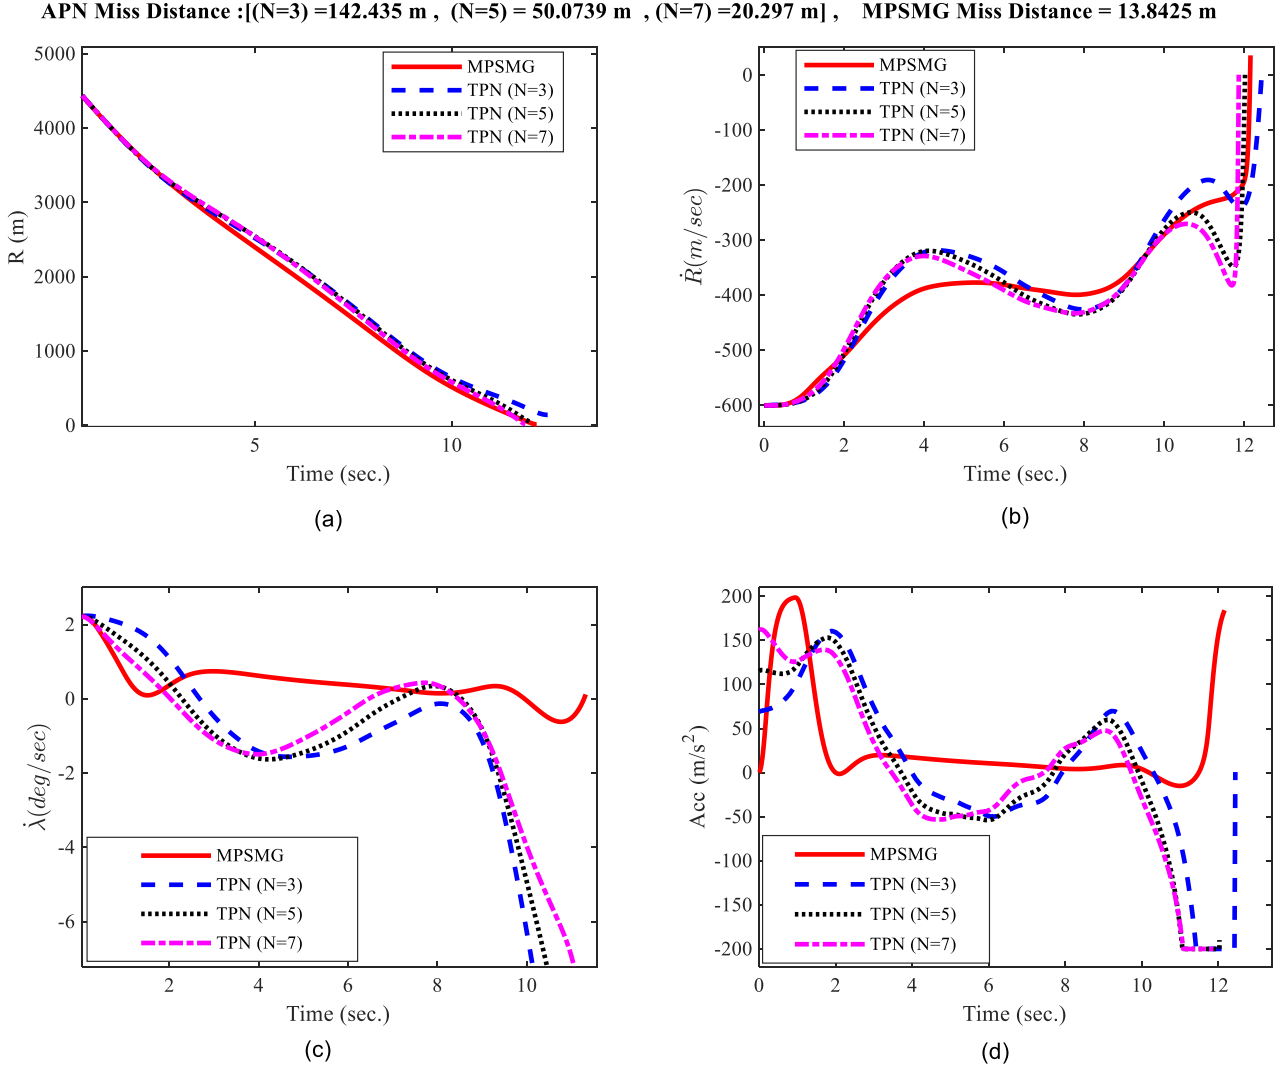 APN Miss Distance :[(N=3) =142.435 m , (N=5) = 50.0739 m , (N=7) =20.297 m] , MPSMG Miss Distance = 13.8425 m
5000
4000
3000
2000
1000
0
R (m)
MPSMG
TPN (N=3)
TPN (N=5)
TPN (N=7)
5
10
Time (sec.)
(a)
0
-100
-200
-300
-400
-500
-600
Ṙ(m/sec)
MPSMG
TPN (N=3)
TPN (N=5)
TPN (N=7)
0
2
4
6
8
10
12
Time (sec.)
(b)
2
0
-2
-4
-6
λ̇(deg/sec)
MPSMG
TPN (N=3)
TPN (N=5)
TPN (N=7)
2
4
6
8
10
Time (sec.)
(c)
200
150
100
50
0
-50
-100
-150
-200
Acc (m/s²)
MPSMG
TPN (N=3)
TPN (N=5)
TPN (N=7)
0
2
4
6
8
10
12
Time (sec.)
(d)